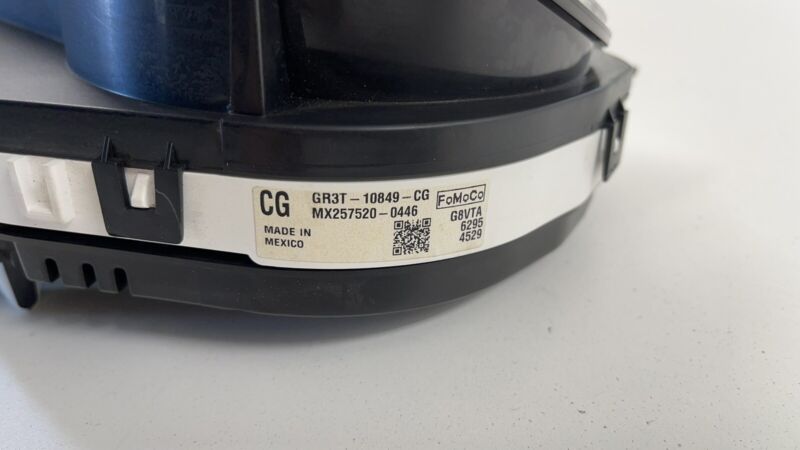 CG GR3T-10849-CG FoMoCo
MX257520-0446 G8VTA
MADE IN MEXICO 6295
4529